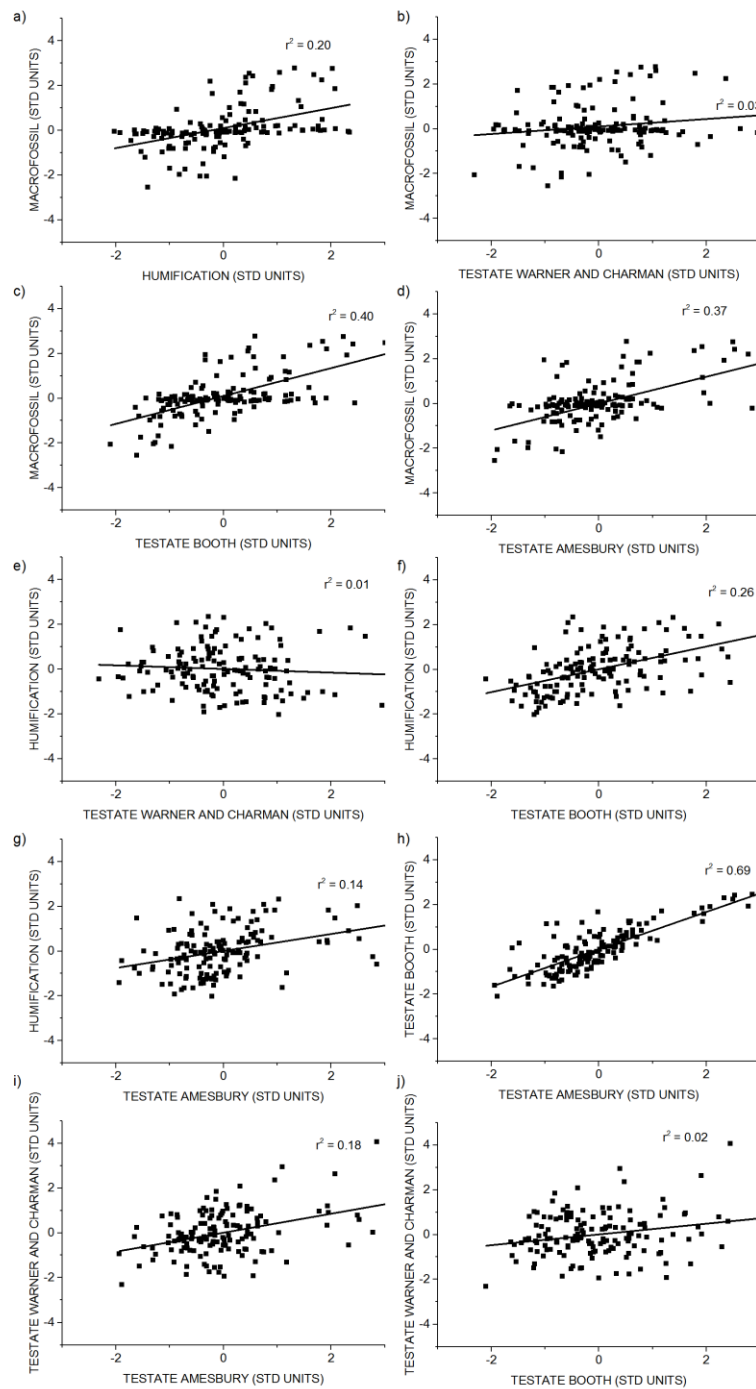 a)
r² = 0.20
4
2
0
-2
-4
MACROFOSSIL (STD UNITS)
-2
0
2
HUMIFICATION (STD UNITS)
b)
r² = 0.03
4
2
0
-2
-4
MACROFOSSIL (STD UNITS)
-2
0
2
TESTATE WARNER AND CHARMAN (STD UNITS)
c)
r² = 0.40
4
2
0
-2
-4
MACROFOSSIL (STD UNITS)
-2
0
2
TESTATE BOOTH (STD UNITS)
d)
r² = 0.37
4
2
0
-2
-4
MACROFOSSIL (STD UNITS)
-2
0
2
TESTATE AMESBURY (STD UNITS)
e)
r² = 0.01
4
2
0
-2
-4
HUMIFICATION (STD UNITS)
-2
0
2
TESTATE WARNER AND CHARMAN (STD UNITS)
f)
r² = 0.26
4
2
0
-2
-4
HUMIFICATION (STD UNITS)
-2
0
2
TESTATE BOOTH (STD UNITS)
g)
r² = 0.14
4
2
0
-2
-4
HUMIFICATION (STD UNITS)
-2
0
2
TESTATE AMESBURY (STD UNITS)
h)
r² = 0.69
4
2
0
-2
-4
TESTATE BOOTH (STD UNITS)
-2
0
2
TESTATE AMESBURY (STD UNITS)
i)
r² = 0.18
4
2
0
-2
-4
TESTATE WARNER AND CHARMAN (STD UNITS)
-2
0
2
TESTATE AMESBURY (STD UNITS)
j)
r² = 0.02
4
2
0
-2
-4
TESTATE WARNER AND CHARMAN (STD UNITS)
-2
0
2
TESTATE BOOTH (STD UNITS)